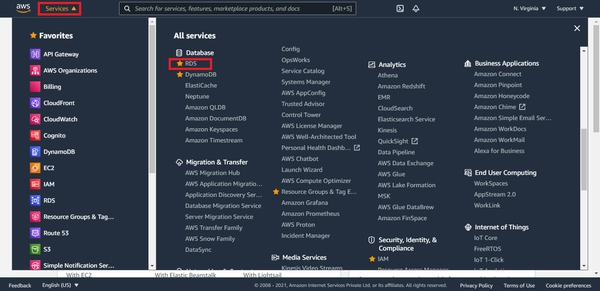 aws
Services
Search for services, features, marketplace products, and docs
[Alt+S]
N. Virginia
Support
Favorites
API Gateway
AWS Organizations
Billing
CloudFront
CloudWatch
Cognito
DynamoDB
EC2
IAM
RDS
Resource Groups & Tag...
Route 53
S3
Simple Notification Service
All services
Database
RDS
DynamoDB
ElastiCache
Neptune
Amazon QLDB
Amazon DocumentDB
Amazon Keyspaces
Amazon Timestream
Migration & Transfer
AWS Migration Hub
AWS Application Migration...
Application Discovery Serv...
Database Migration Service
Server Migration Service
AWS Transfer Family
AWS Snow Family
DataSync
Config
OpsWorks
Service Catalog
Systems Manager
AWS AppConfig
Trusted Advisor
Control Tower
AWS License Manager
AWS Well-Architected Tool
Personal Health Dashb...
AWS Chatbot
Launch Wizard
AWS Compute Optimizer
Resource Groups & Tag E...
Amazon Grafana
Amazon Prometheus
AWS Proton
Incident Manager
Media Services
Kinesis Video Streams
Analytics
Athena
Amazon Redshift
EMR
CloudSearch
Elasticsearch Service
Kinesis
QuickSight
Data Pipeline
AWS Data Exchange
AWS Glue
AWS Lake Formation
MSK
AWS Glue DataBrew
Amazon FinSpace
Security, Identity, &
Compliance
IAM
Resource Access Manager
Business Applications
Amazon Connect
Amazon Pinpoint
Amazon Honeycode
Amazon Chime
Amazon Simple Email Ser...
Amazon WorkDocs
Amazon WorkMail
Alexa for Business
End User Computing
WorkSpaces
AppStream 2.0
WorkLink
Internet of Things
IoT Core
FreeRTOS
IoT 1-Click
With EC2
With Elastic Beanstalk
With Lightsail
Feedback
English (US)
© 2008 - 2021, Amazon Internet Services Private Ltd. or its affiliates. All rights reserved.
Privacy Policy
Terms of Use
Cookie preferences